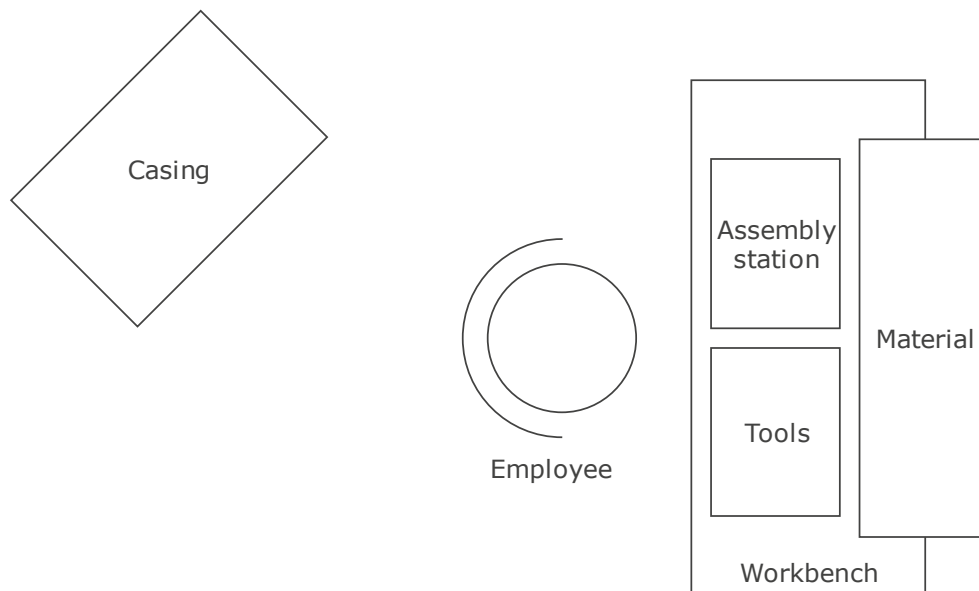 Casing
Assembly
station
Material
Tools
Employee
Workbench